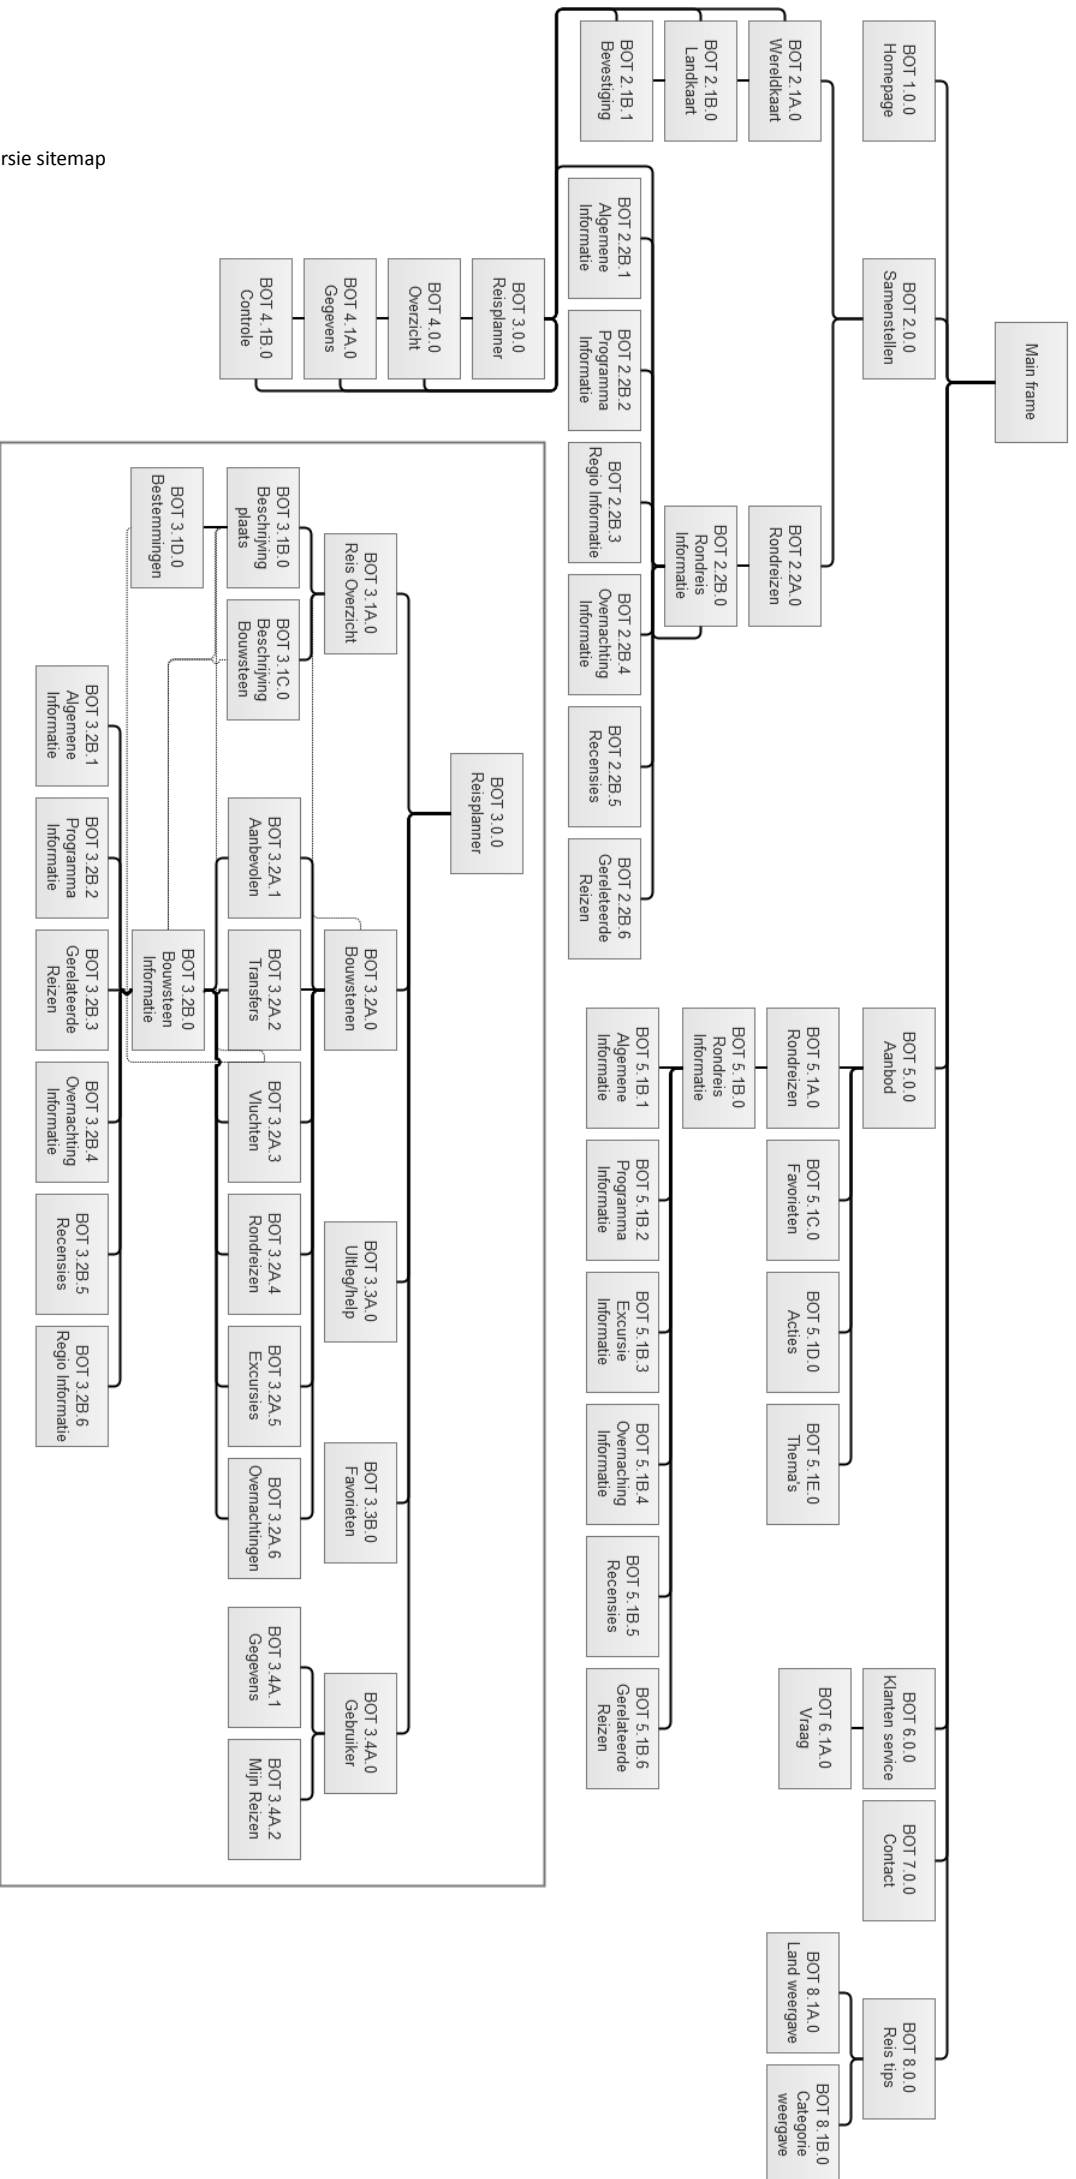 rsie sitemap
Main frame
BOT 1.0.0
Homepage
BOT 2.0.0
Samenstellen
BOT 5.0.0
Aanbod
BOT 6.0.0
Klanten service
BOT 7.0.0
Contact
BOT 8.0.0
Reis tips
BOT 2.1A.0
Wereldkaart
BOT 2.2A.0
Rondreizen
BOT 5.1A.0
Rondreizen
BOT 5.1C.0
Favorieten
BOT 5.1D.0
Acties
BOT 5.1E.0
Thema's
BOT 6.1A.0
Vraag
BOT 8.1A.0
Land weergave
BOT 8.1B.0
Categorie
weergave
BOT 2.1B.0
Landkaart
BOT 2.2B.0
Rondreis
Informatie
BOT 5.1B.0
Rondreis
Informatie
BOT 2.1B.1
Bevestiging
BOT 2.2B.1
Algemene
Informatie
BOT 2.2B.2
Programma
Informatie
BOT 2.2B.3
Regio Informatie
BOT 2.2B.4
Overnachting
Informatie
BOT 2.2B.5
Recensies
BOT 2.2B.6
Gereleteerde
Reizen
BOT 5.1B.1
Algemene
Informatie
BOT 5.1B.2
Programma
Informatie
BOT 5.1B.3
Excursie
Informatie
BOT 5.1B.4
Overnaching
Informatie
BOT 5.1B.5
Recensies
BOT 5.1B.6
Gerelateerde
Reizen
BOT 3.0.0
Reisplanner
BOT 4.0.0
Overzicht
BOT 4.1A.0
Gegevens
BOT 4.1B.0
Controle
BOT 3.0.0
Reisplanner
BOT 3.1A.0
Reis Overzicht
BOT 3.2A.0
Bouwstenen
BOT 3.3A.0
UItleg/help
BOT 3.3B.0
Favorieten
BOT 3.4A.0
Gebruiker
BOT 3.1B.0
Beschrijving
plaats
BOT 3.1C.0
Beschrijving
Bouwsteen
BOT 3.2A.1
Aanbevolen
BOT 3.2A.2
Transfers
BOT 3.2A.3
Vluchten
BOT 3.2A.4
Rondreizen
BOT 3.2A.5
Excursies
BOT 3.2A.6
Overnachtingen
BOT 3.4A.1
Gegevens
BOT 3.4A.2
Mijn Reizen
BOT 3.1D.0
Bestemmingen
BOT 3.2B.0
Bouwsteen
Informatie
BOT 3.2B.1
Algemene
Informatie
BOT 3.2B.2
Programma
Informatie
BOT 3.2B.3
Gerelateerde
Reizen
BOT 3.2B.4
Overnachting
Informatie
BOT 3.2B.5
Recensies
BOT 3.2B.6
Regio Informatie